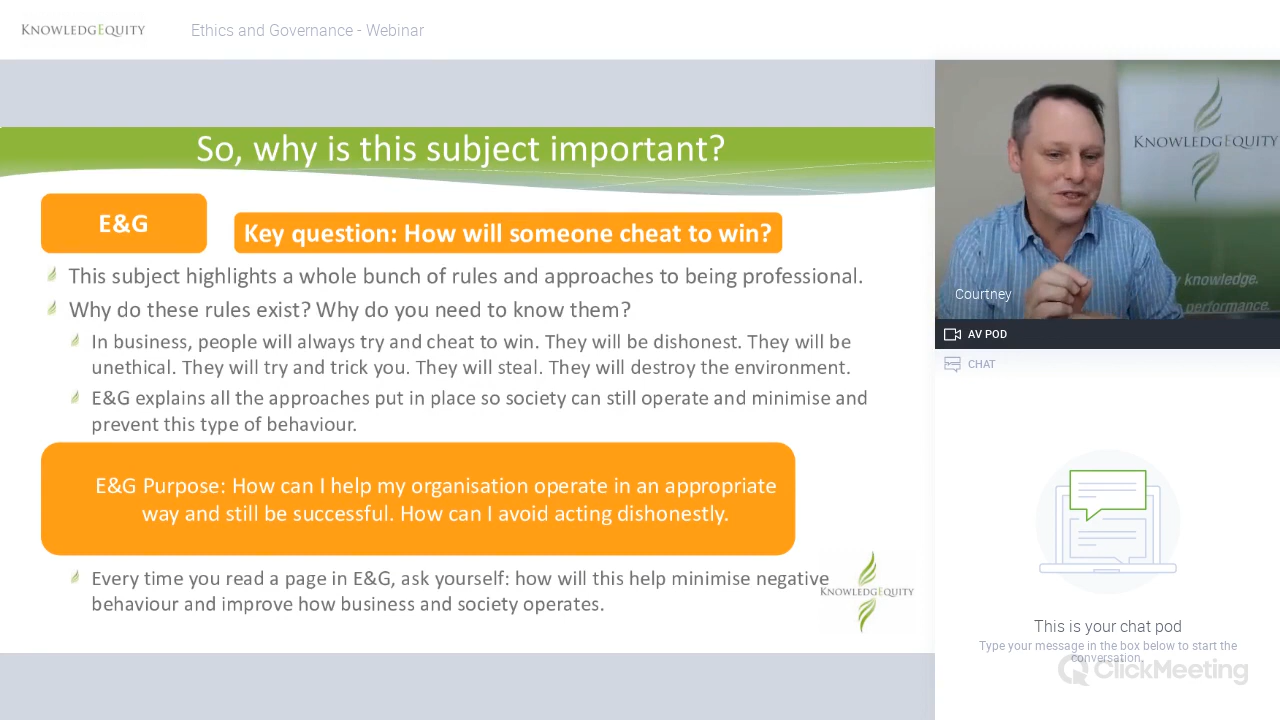 KNOWLEDGEQUITY
Ethics and Governance - Webinar
So, why is this subject important?
E&G
Key question: How will someone cheat to win?
This subject highlights a whole bunch of rules and approaches to being professional.
Why do these rules exist? Why do you need to know them?
In business, people will always try and cheat to win. They will be dishonest. They will be
unethical. They will try and trick you. They will steal. They will destroy the environment.
E&G explains all the approaches put in place so society can still operate and minimise and
prevent this type of behaviour.
E&G Purpose: How can I help my organisation operate in an appropriate
way and still be successful. How can I avoid acting dishonestly.
Every time you read a page in E&G, ask yourself: how will this help minimise negative
behaviour and improve how business and society operates.
KNOWLEDGEQUITY
KNOWLEDGEQUITY
knowledge.
performance.
Courtney
AV POD
CHAT
This is your chat pod
Type your message in the box below to start the
conversation.
ClickMeeting